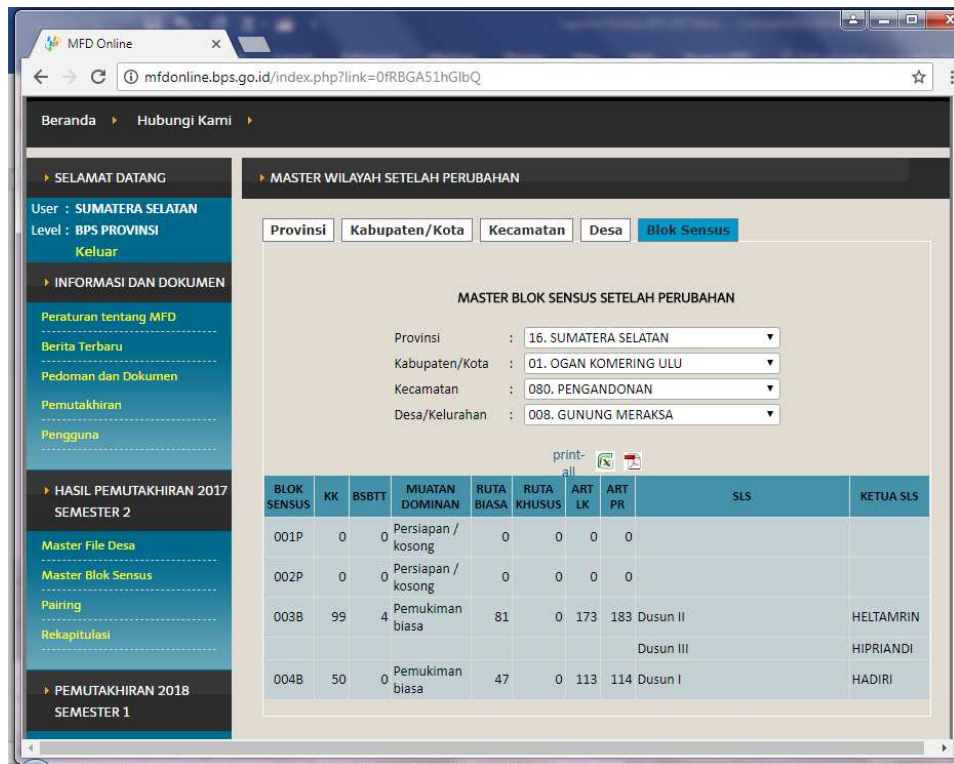 MFD Online
mfdonline.bps.go.id/index.php?link=0fRBGA51hGlbQ
Beranda Hubungi Kami
SELAMAT DATANG
User : SUMATERA SELATAN
Level : BPS PROVINSI
Keluar
INFORMASI DAN DOKUMEN
Peraturan tentang MFD
Berita Terbaru
Pedoman dan Dokumen
Pemutakhiran
Pengguna
HASIL PEMUTAKHIRAN 2017
SEMESTER 2
Master File Desa
Master Blok Sensus
Pairing
Rekapitulasi
PEMUTAKHIRAN 2018
SEMESTER 1
MASTER WILAYAH SETELAH PERUBAHAN
Provinsi Kabupaten/Kota Kecamatan Desa Blok Sensus
MASTER BLOK SENSUS SETELAH PERUBAHAN
Provinsi : 16. SUMATERA SELATAN
Kabupaten/Kota : 01. OGAN KOMERING ULU
Kecamatan : 080. PENGANDONAN
Desa/Kelurahan : 008. GUNUNG MERAKSA
print-
all
BLOK SENSUS KK BSBTT MUATAN DOMINAN RUTA BIASA RUTA KHUSUS ART LK ART PR SLS KETUA SLS
001P 0 0 Persiapan / kosong 0 0 0 0
002P 0 0 Persiapan / kosong 0 0 0 0
003B 99 4 Pemukiman biasa 81 0 173 183 Dusun II HELTAMRIN
Dusun III HIPRIANDI
004B 50 0 Pemukiman biasa 47 0 113 114 Dusun I HADIRI